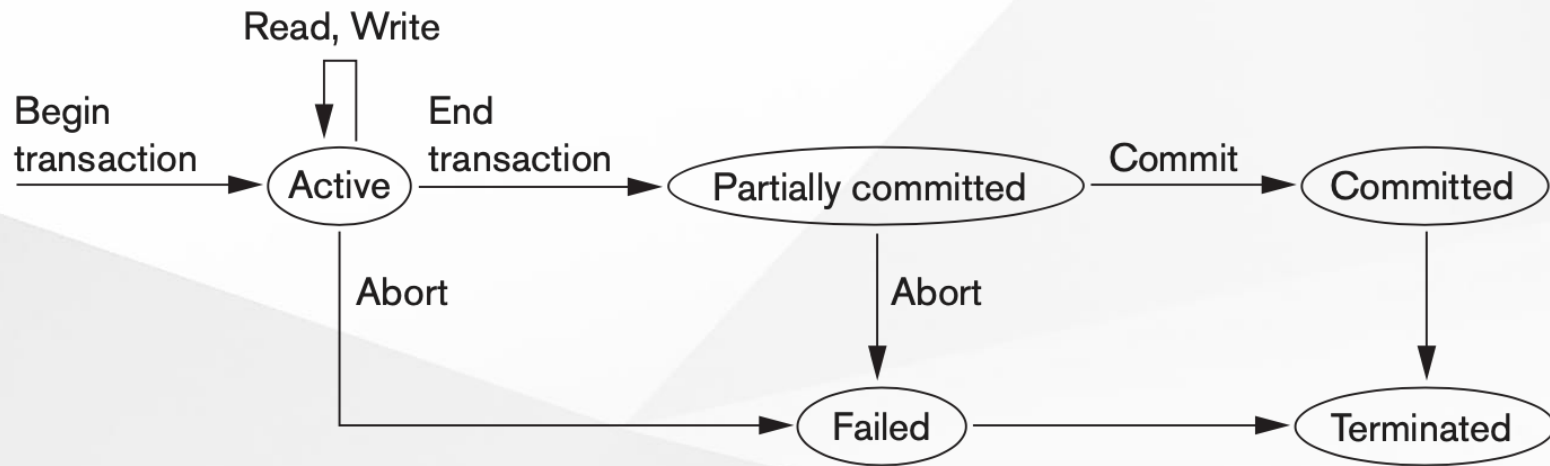 Read, Write
Begin
transaction
End
transaction
Active
Partially committed
Commit
Committed
Abort
Abort
Failed
Terminated